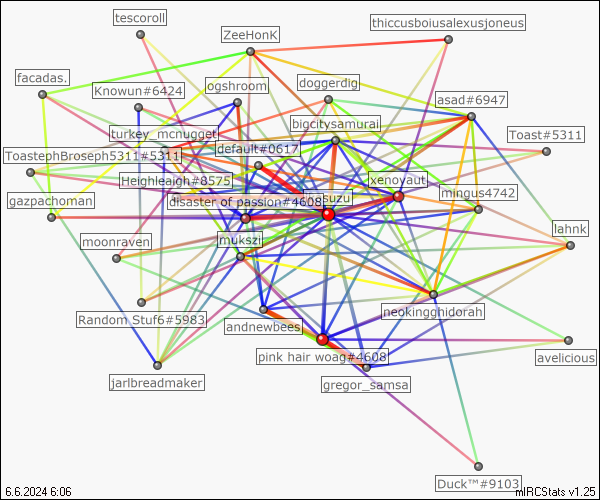 tescoroll
thiccusboiusalexusjoneus
ZeeHonK
facadas.
Knowun#6424
ogshroom
doggerdig
asad#6947
bigcitysamurai
turkey_mcnugget
Toast#5311
default#0617
ToastephBroseph5311#5311
Heighleaigh#8575
xenoyaut
mingus4742
gazpachoman
disaster of passion#4608
suzu
lahnk
moonraven
mukszi
neokingghidorah
Random Stuf6#5983
andnewbees
pink hair woag#4608
avelicious
jarlbreadmaker
gregor_samsa
Duck™#9103
6.6.2024 6:06
mIRCStats v1.25